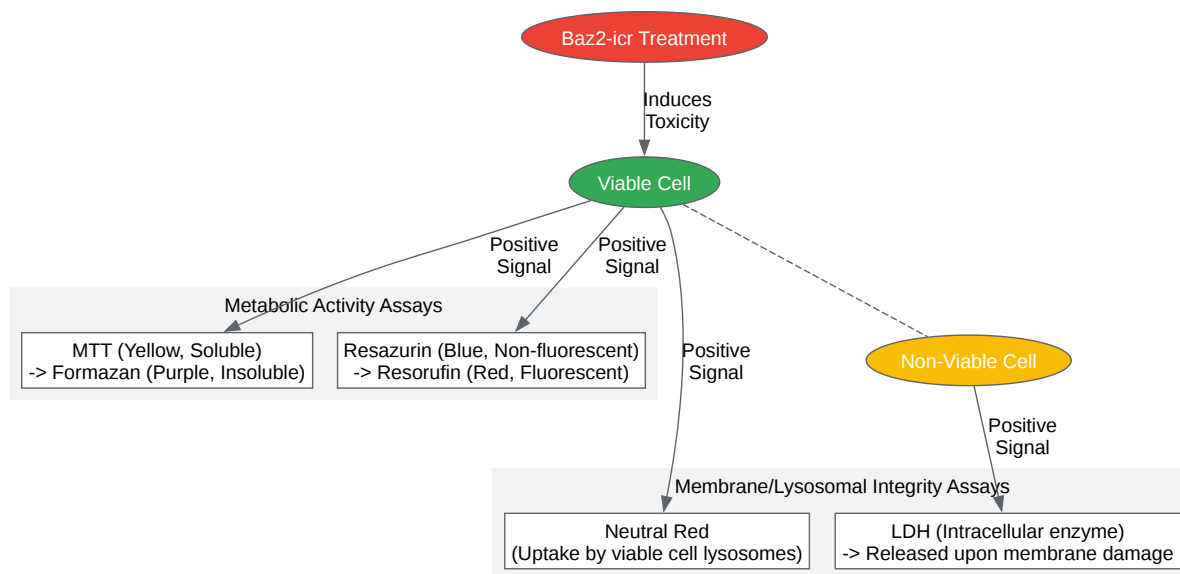 Baz2-icr Treatment
Induces
Toxicity
Viable Cell
Positive
Signal
Positive
Signal
Metabolic Activity Assays
MTT (Yellow, Soluble)
-> Formazan (Purple, Insoluble)
Resazurin (Blue, Non-fluorescent)
-> Resorufin (Red, Fluorescent)
Positive
Signal
Non-Viable Cell
Positive
Signal
Membrane/Lysosomal Integrity Assays
Neutral Red
(Uptake by viable cell lysosomes)
LDH (Intracellular enzyme)
-> Released upon membrane damage